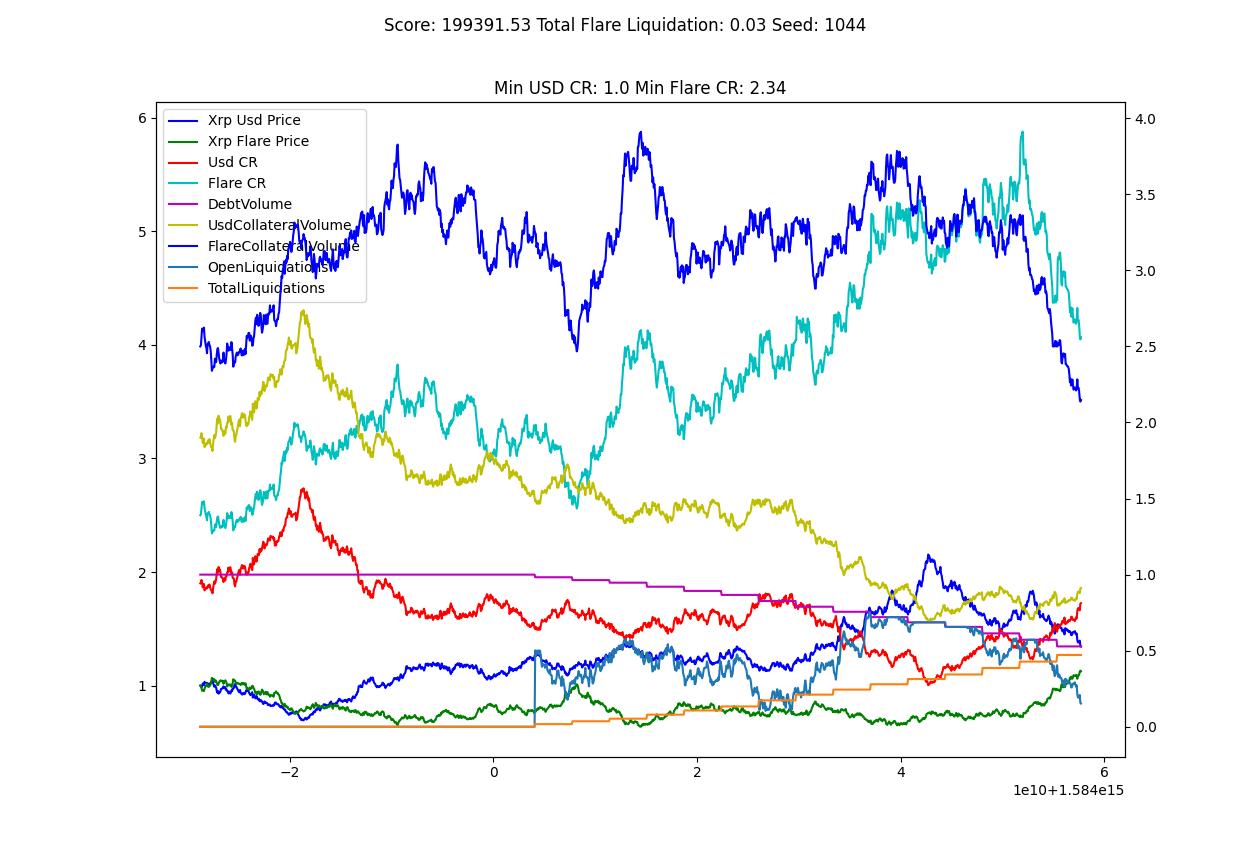 Score: 199391.53 Total Flare Liquidation: 0.03 Seed: 1044
Min USD CR: 1.0 Min Flare CR: 2.34
Xrp Usd Price
Xrp Flare Price
Usd CR
Flare CR
DebtVolume
UsdCollateralVolume
FlareCollateralVolume
OpenLiquidations
TotalLiquidations
6
5
4
3
2
1
4.0
3.5
3.0
2.5
2.0
1.5
1.0
0.5
0.0
−2
0
2
4
6
1e10+1.584e15